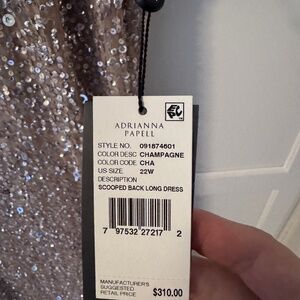 ADRIANNA
PAPELL
STYLE NO. 091874601
COLOR DESC CHAMPAGNE
COLOR CODE CHA
US SIZE 22W
DESCRIPTION
SCOOPED BACK LONG DRESS
7 97532 27217 2
MANUFACTURER'S
SUGGESTED
RETAIL PRICE $310.00